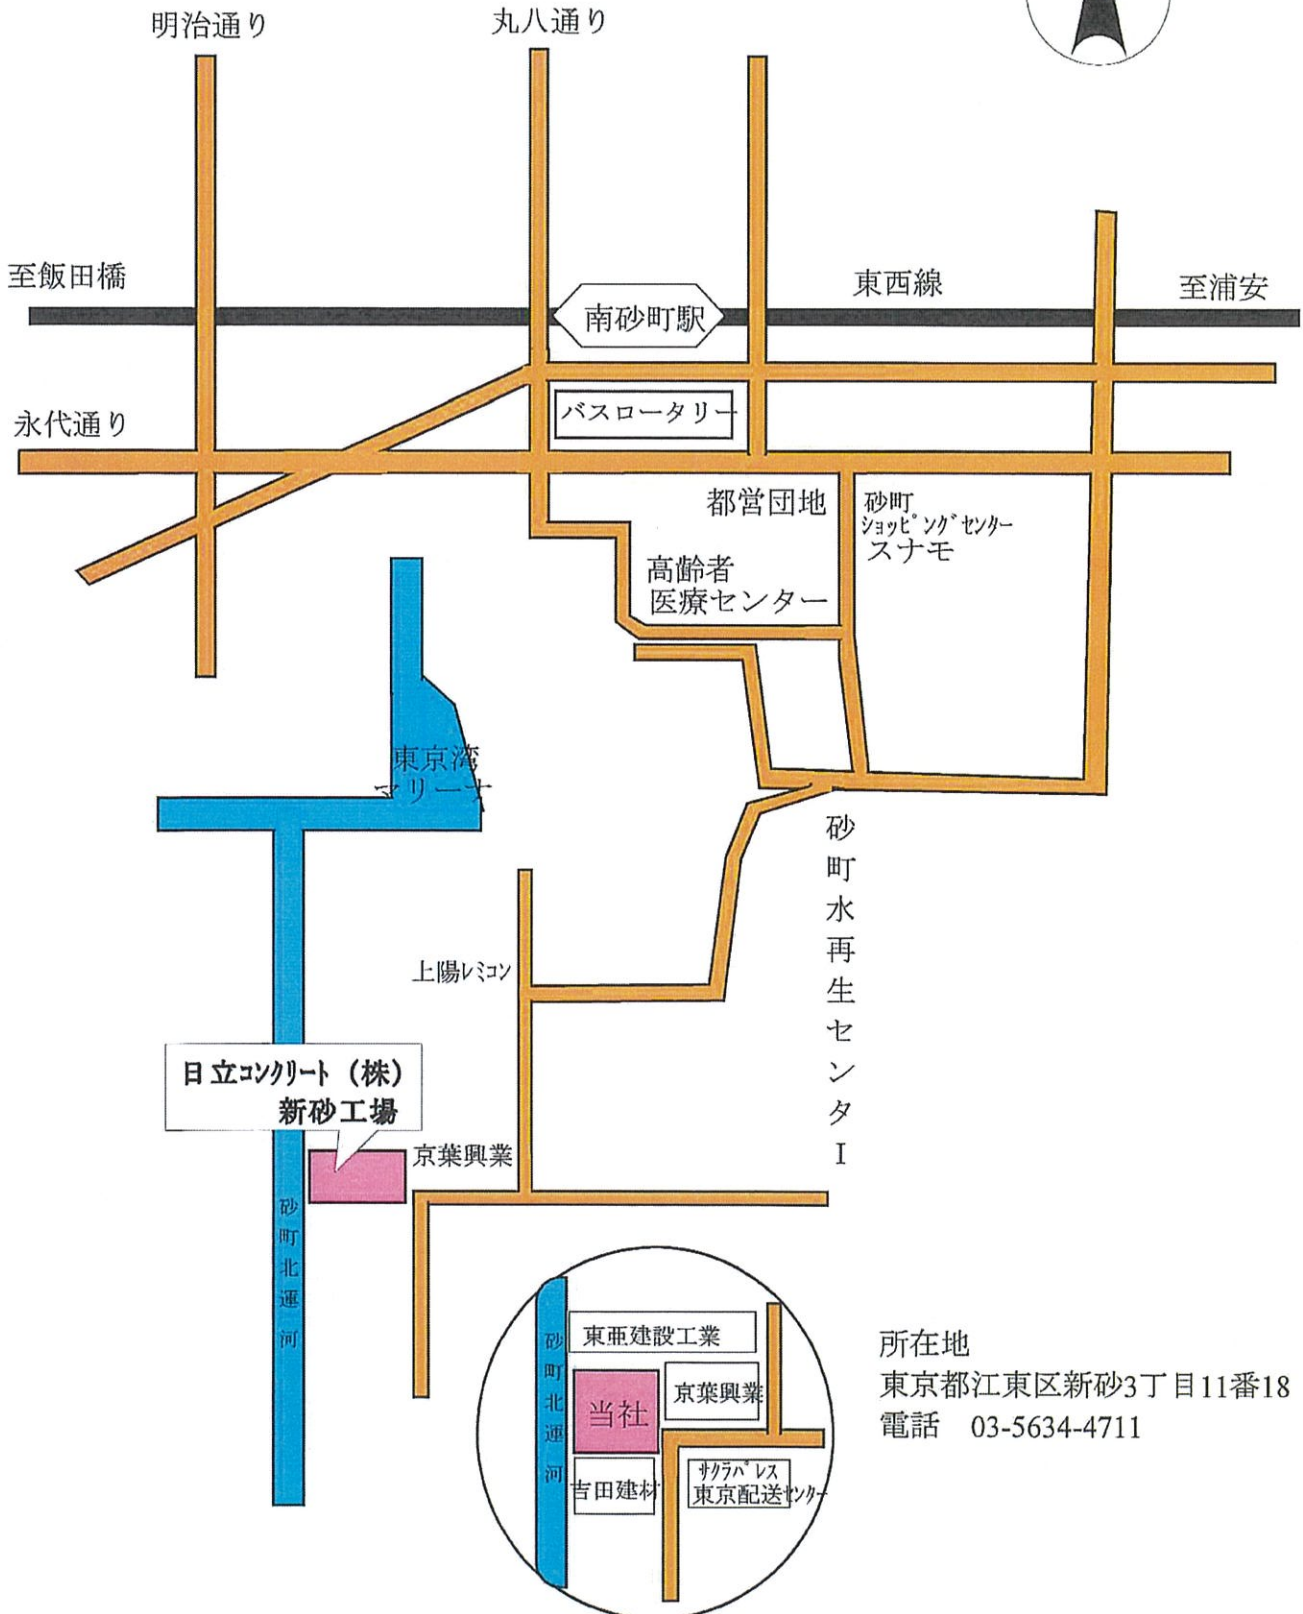 明治通り
丸八通り
至飯田橋
南砂町駅
東西線
至浦安
バスロータリー
永代通り
都営団地
砂町
ショッピングセンター
スナモ
高齢者
医療センター
東京湾
マリーナ
砂町水再生センターI
上陽レミコン
日立コンクリート（株）
新砂工場
京葉興業
砂町北運河
東亜建設工業
京葉興業
当社
砂町北運河
吉田建材
サクラパレス
東京配送センター
所在地
東京都江東区新砂3丁目11番18
電話　03-5634-4711